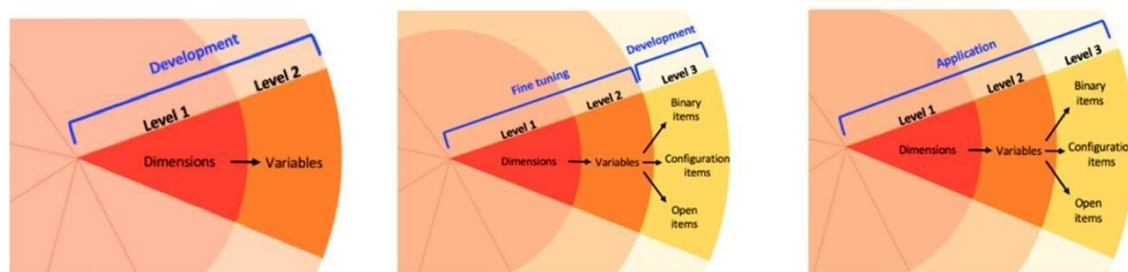 Development
Level 1
Level 2
Dimensions
Variables
Fine tuning
Development
Level 1
Level 2
Level 3
Dimensions
Variables
Binary
items
Configuration
items
Open
items
Application
Level 1
Level 2
Level 3
Dimensions
Variables
Binary
items
Configuration
items
Open
items